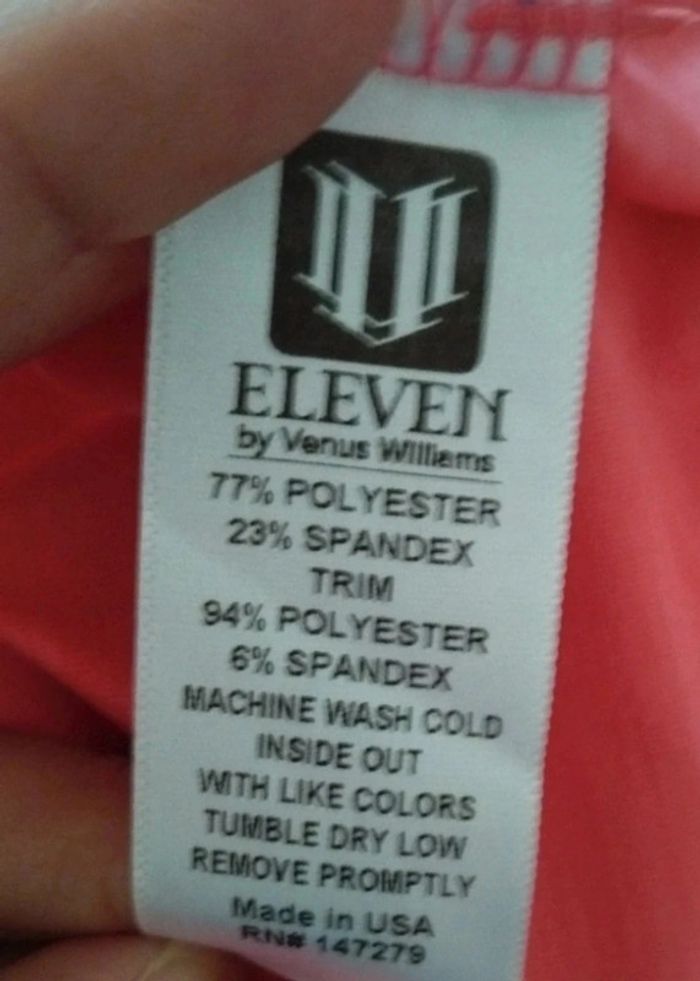 ELEVEN
by Venus Williams
77% POLYESTER
23% SPANDEX
TRIM
94% POLYESTER
6% SPANDEX
MACHINE WASH COLD
INSIDE OUT
WITH LIKE COLORS
TUMBLE DRY LOW
REMOVE PROMPTLY
Made in USA
RN# 147279